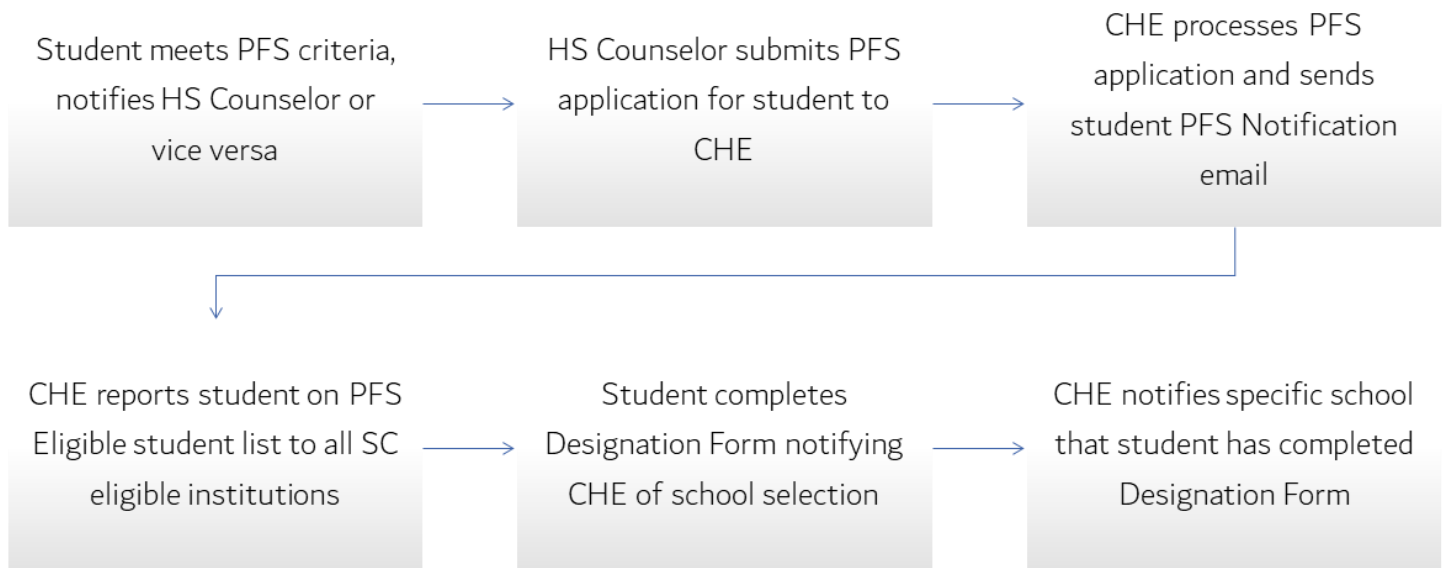 Student meets PFS criteria,
notifies HS Counselor or
vice versa
HS Counselor submits PFS
application for student to
CHE
CHE processes PFS
application and sends
student PFS Notification
email
CHE reports student on PFS
Eligible student list to all SC
eligible institutions
Student completes
Designation Form notifying
CHE of school selection
CHE notifies specific school
that student has completed
Designation Form